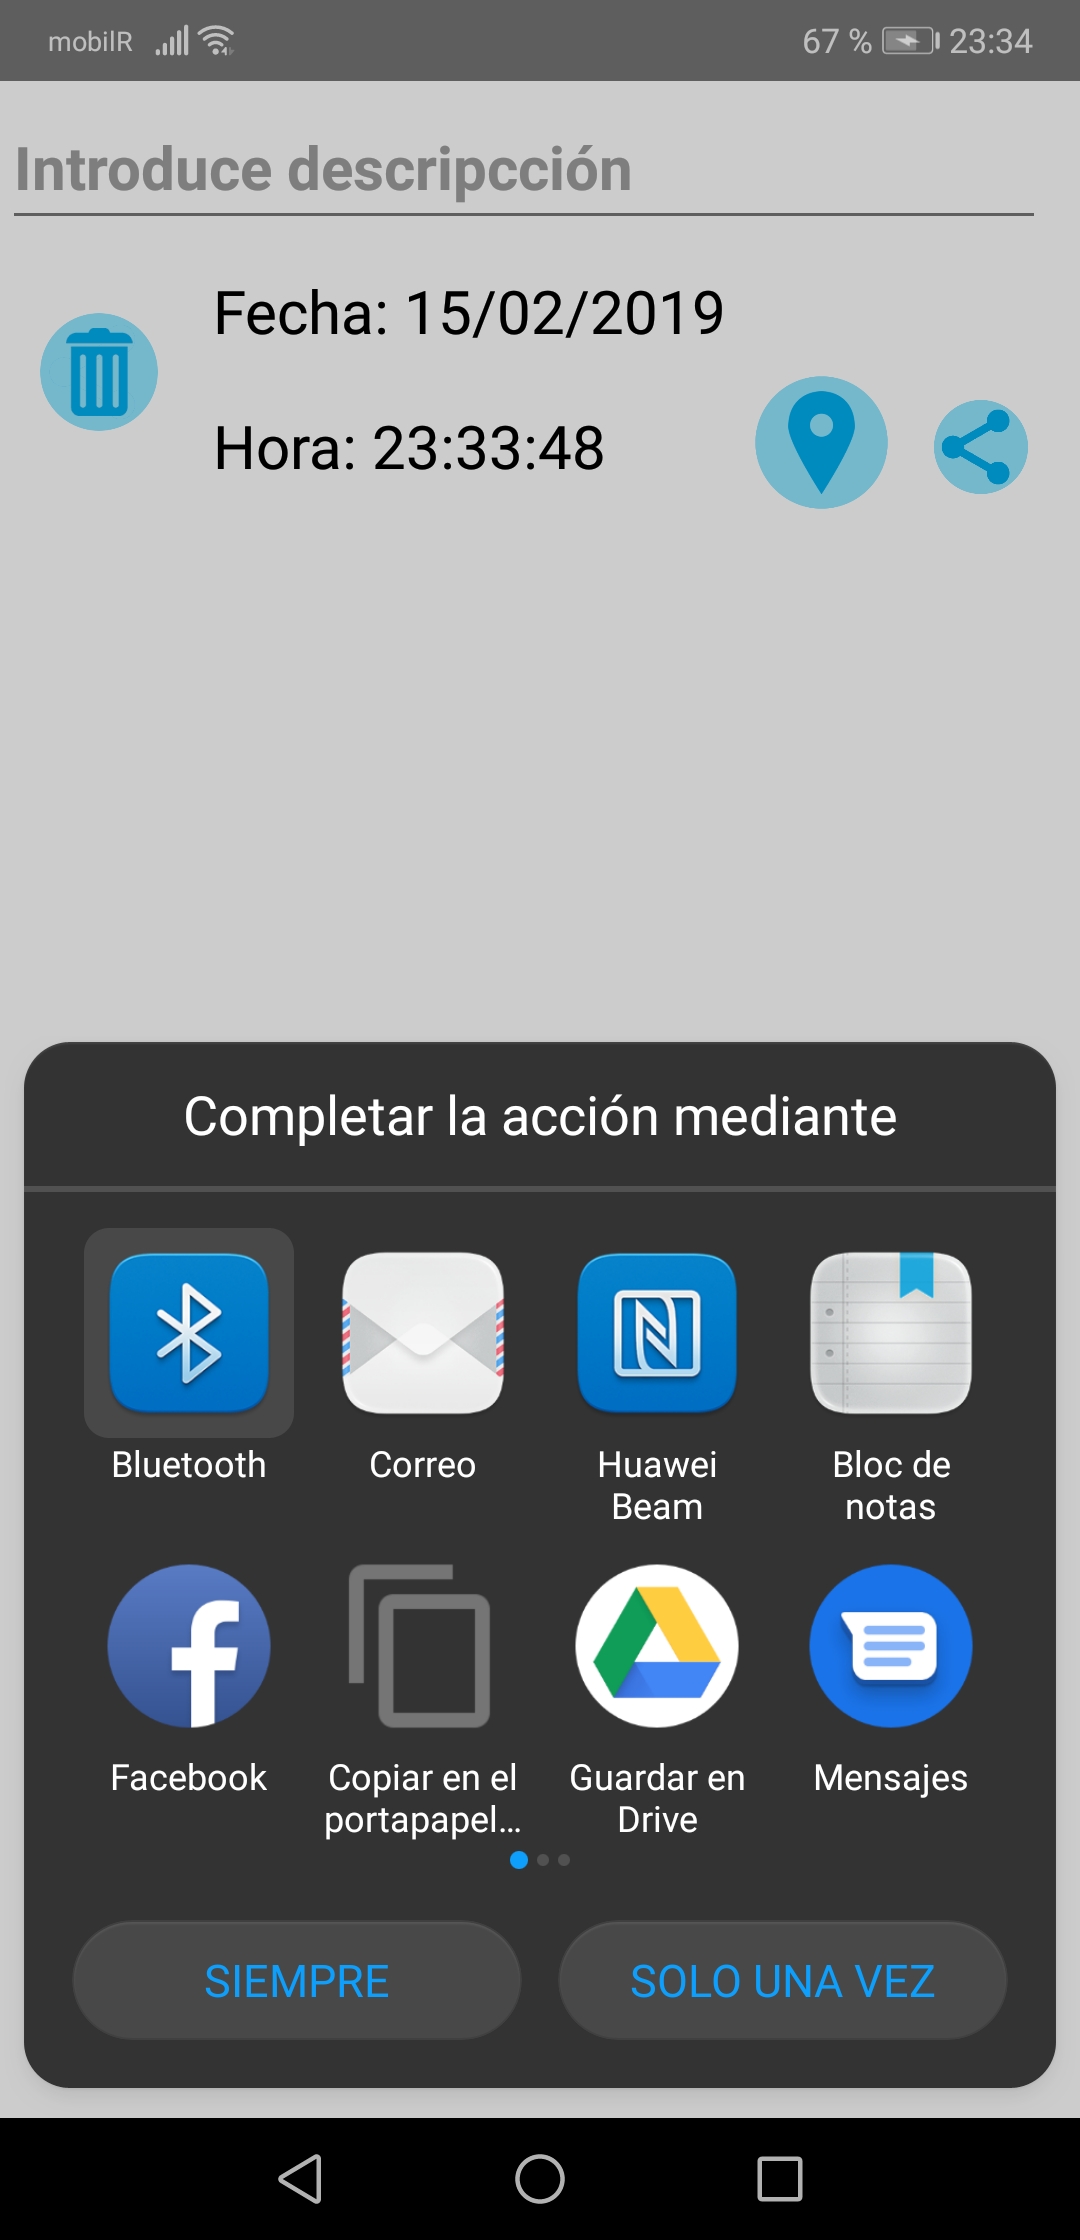 mobilR 67 % 23:34
Introduce descripcción
Fecha: 15/02/2019
Hora: 23:33:48
Completar la acción mediante
Bluetooth Correo Huawei Beam Bloc de notas
Facebook Copiar en el portapapel... Guardar en Drive Mensajes
SIEMPRE SOLO UNA VEZ